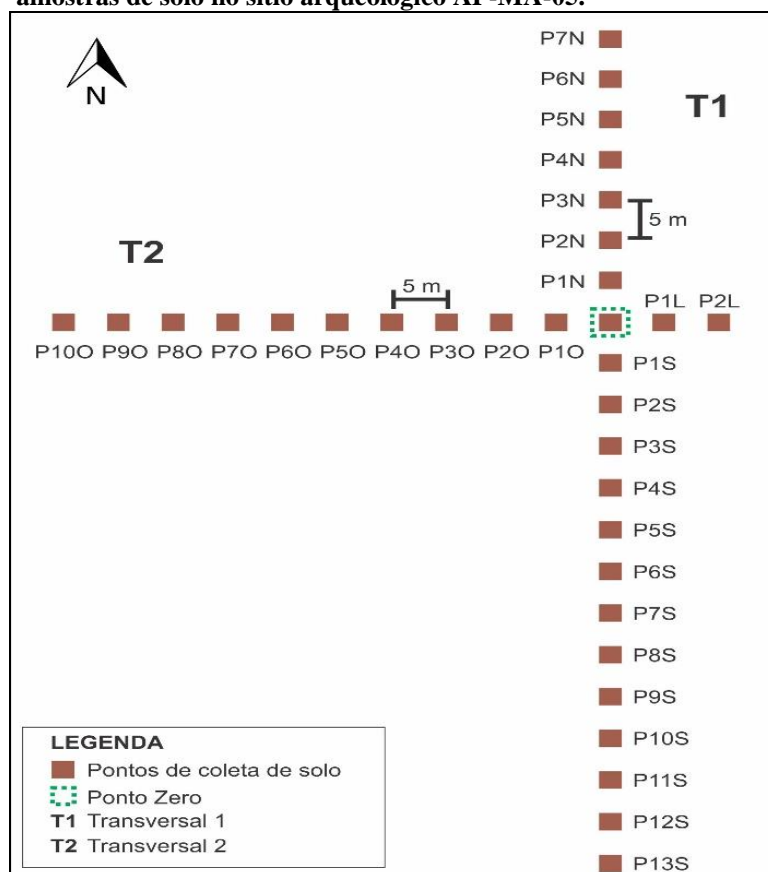 amostras de solo no sítio arqueológico AP-MA-05.
P7N
P6N
P5N
P4N
P3N
P2N
P1N
T1
5 m
T2
5 m
P1L P2L
P10O P9O P8O P7O P6O P5O P4O P3O P2O P1O
P1S
P2S
P3S
P4S
P5S
P6S
P7S
P8S
P9S
P10S
P11S
P12S
P13S
N
LEGENDA
Pontos de coleta de solo
Ponto Zero
T1 Transversal 1
T2 Transversal 2